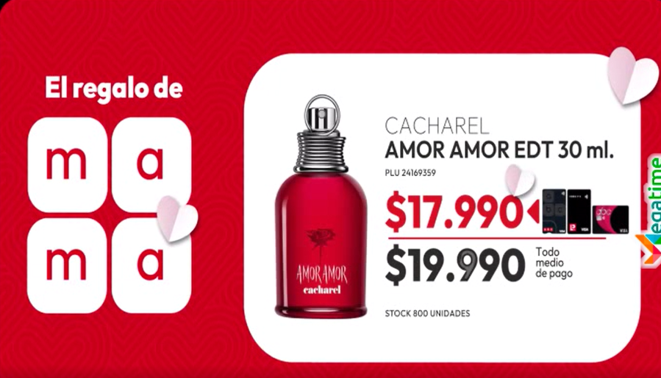 El regalo de
m a
m a
CACHAREL
AMOR AMOR EDT 30 ml.
PLU 24169359
$17.990
$19.990
Todo
medio
de pago
STOCK 800 UNIDADES
AMOR AMOR
cacharel
egatime